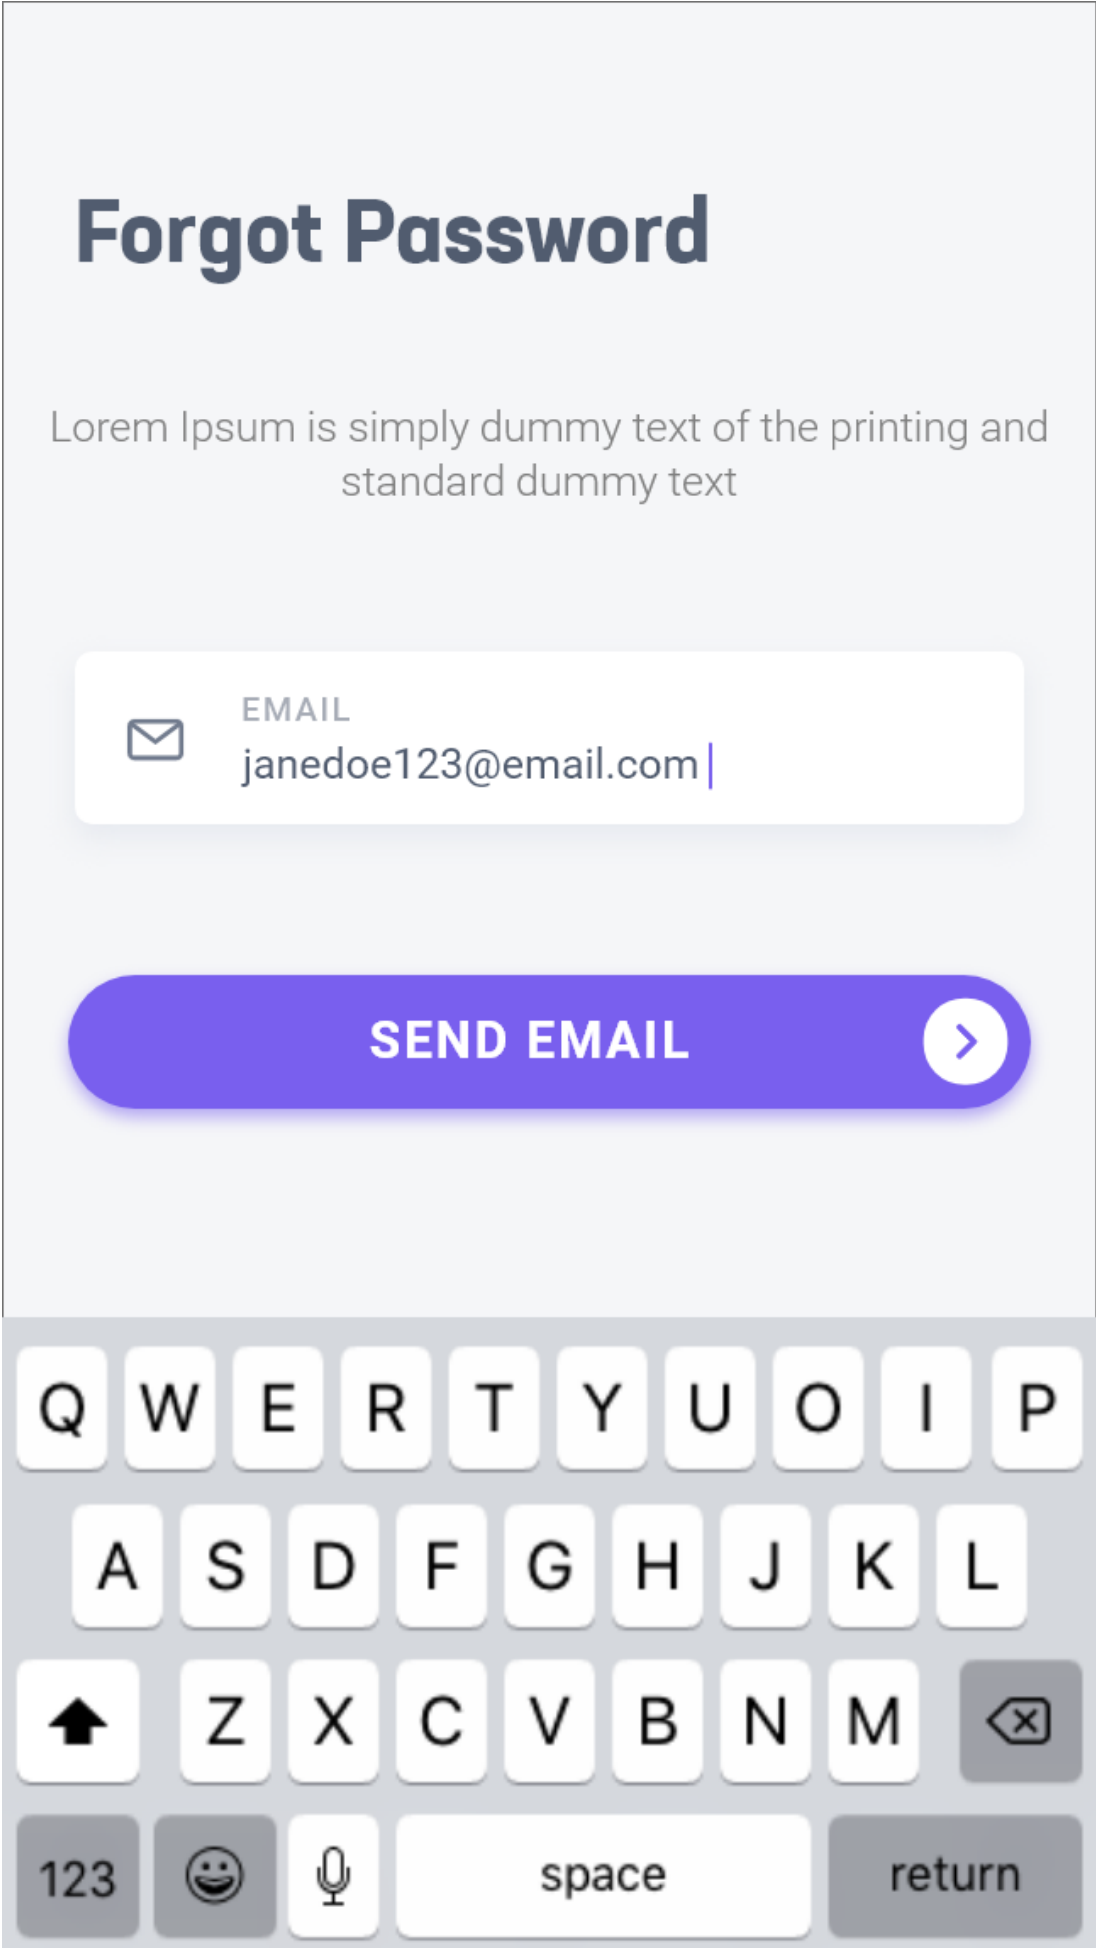 Forgot Password
Lorem Ipsum is simply dummy text of the printing and
standard dummy text
EMAIL
janedoe123@email.com
SEND EMAIL
Q W E R T Y U O I P
A S D F G H J K L
Z X C V B N M
123 space return